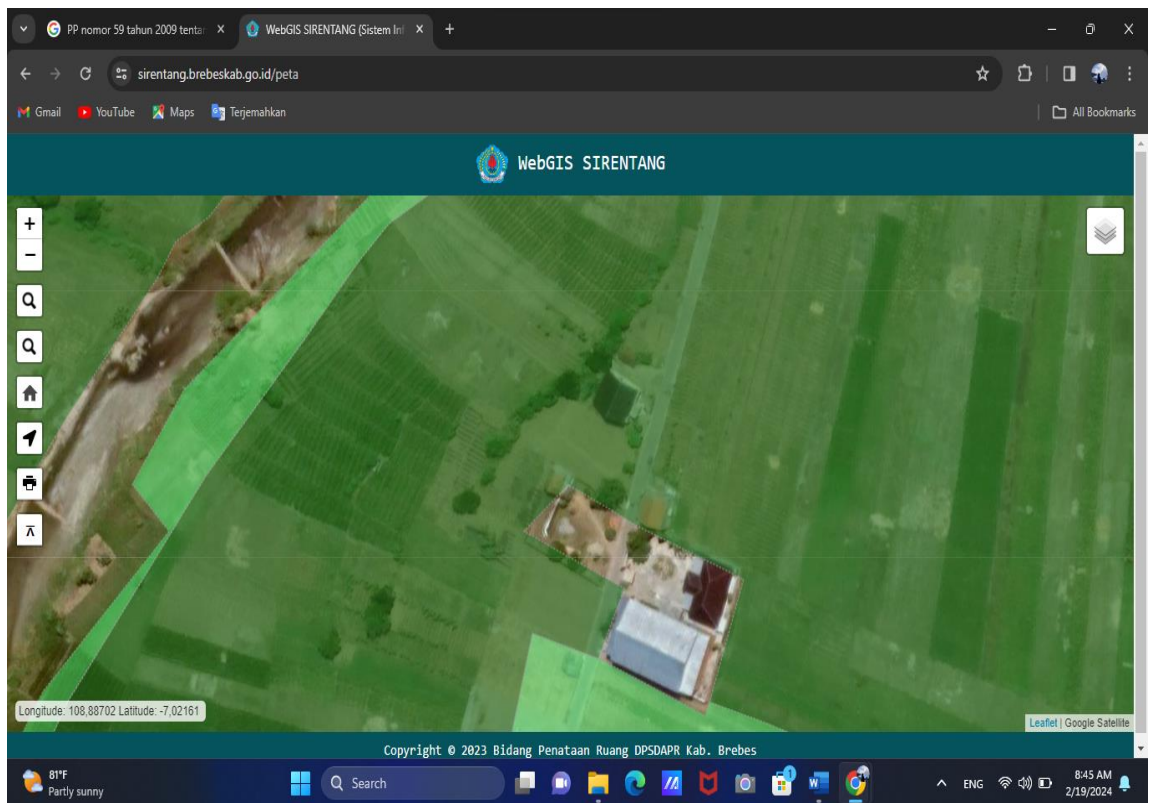 PP nomor 59 tahun 2009 tenta
WebGIS SIRENTANG (Sistem Inf
sirentang.brebeskab.go.id/peta
Gmail YouTube Maps Terjemahkan
All Bookmarks
WebGIS SIRENTANG
+
−
Longitude: 108,88702 Latitude: -7,02161
Leaflet | Google Satellite
Copyright © 2023 Bidang Penataan Ruang DPSDAPR Kab. Brebes
81°F
Partly sunny
Search
ENG
8:45 AM
2/19/2024